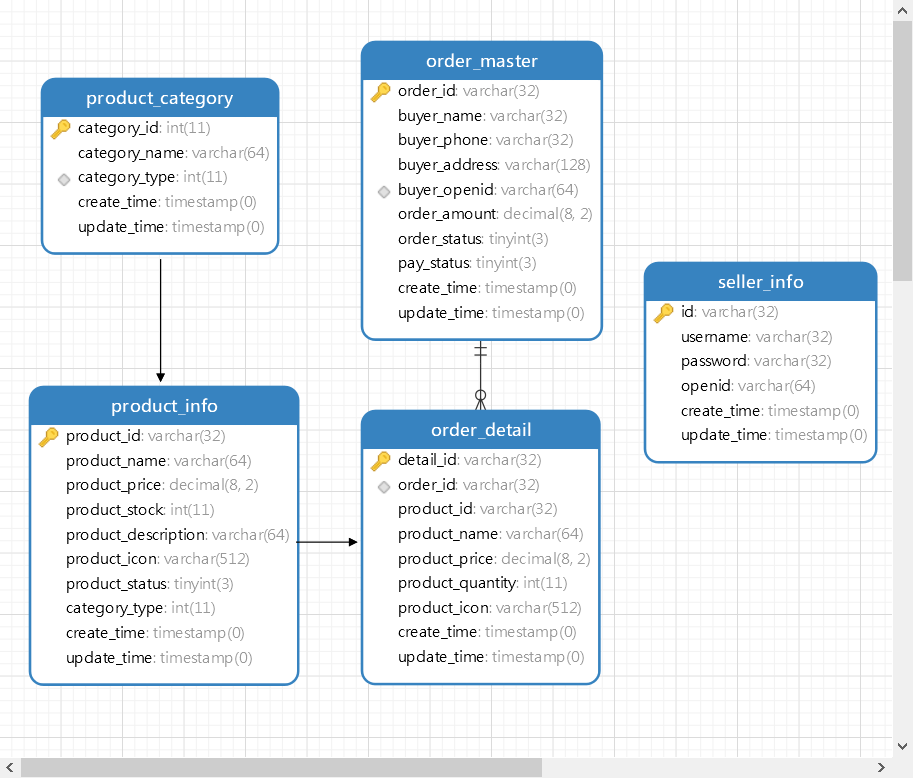 product_category
category_id: int(11)
category_name: varchar(64)
category_type: int(11)
create_time: timestamp(0)
update_time: timestamp(0)
order_master
order_id: varchar(32)
buyer_name: varchar(32)
buyer_phone: varchar(32)
buyer_address: varchar(128)
buyer_openid: varchar(64)
order_amount: decimal(8, 2)
order_status: tinyint(3)
pay_status: tinyint(3)
create_time: timestamp(0)
update_time: timestamp(0)
seller_info
id: varchar(32)
username: varchar(32)
password: varchar(32)
openid: varchar(64)
create_time: timestamp(0)
update_time: timestamp(0)
product_info
product_id: varchar(32)
product_name: varchar(64)
product_price: decimal(8, 2)
product_stock: int(11)
product_description: varchar(64)
product_icon: varchar(512)
product_status: tinyint(3)
category_type: int(11)
create_time: timestamp(0)
update_time: timestamp(0)
order_detail
detail_id: varchar(32)
order_id: varchar(32)
product_id: varchar(32)
product_name: varchar(64)
product_price: decimal(8, 2)
product_quantity: int(11)
product_icon: varchar(512)
create_time: timestamp(0)
update_time: timestamp(0)